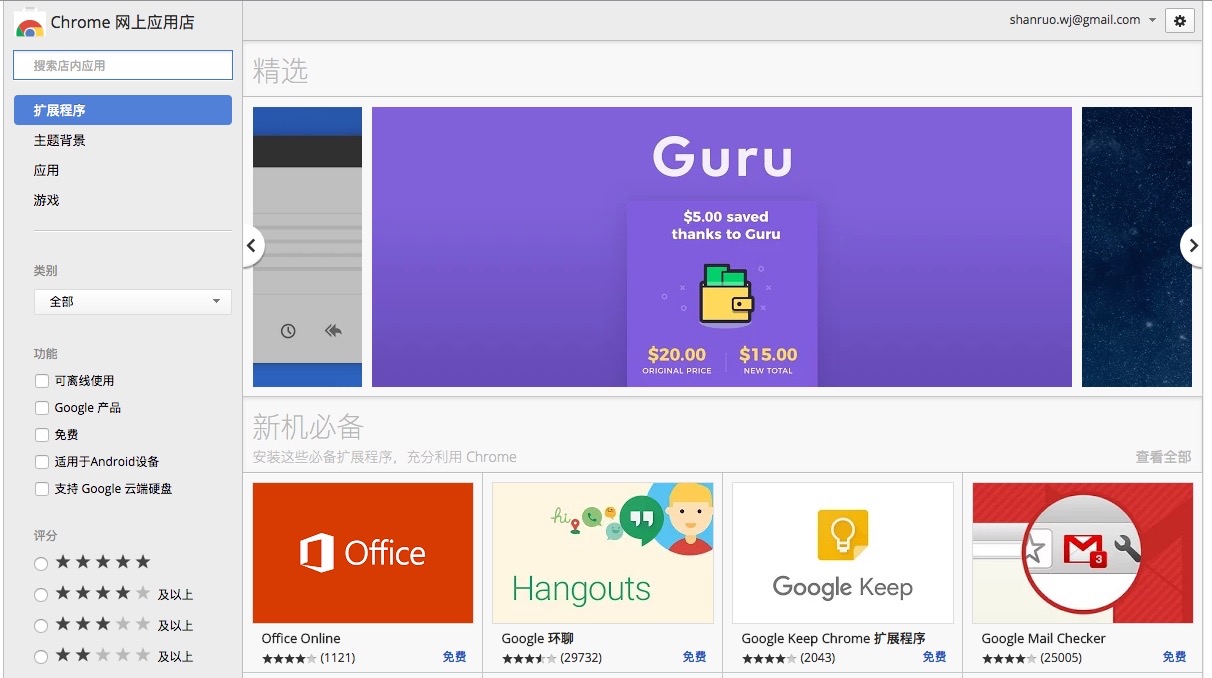 Chrome 网上应用店
shanruo.wj@gmail.com
搜索店内应用
扩展程序
主题背景
应用
游戏
类别
全部
功能
可离线使用
Google 产品
免费
适用于Android设备
支持 Google 云端硬盘
评分
及以上
及以上
及以上
精选
Guru
$5.00 saved
thanks to Guru
$20.00 $15.00
ORIGINAL PRICE NEW TOTAL
新机必备
安装这些必备扩展程序，充分利用 Chrome
查看全部
Office
Office Online
(1121) 免费
hi
Hangouts
Google 环聊
(29732) 免费
Google Keep
Google Keep Chrome 扩展程序
(2043) 免费
3
Google Mail Checker
(25005) 免费